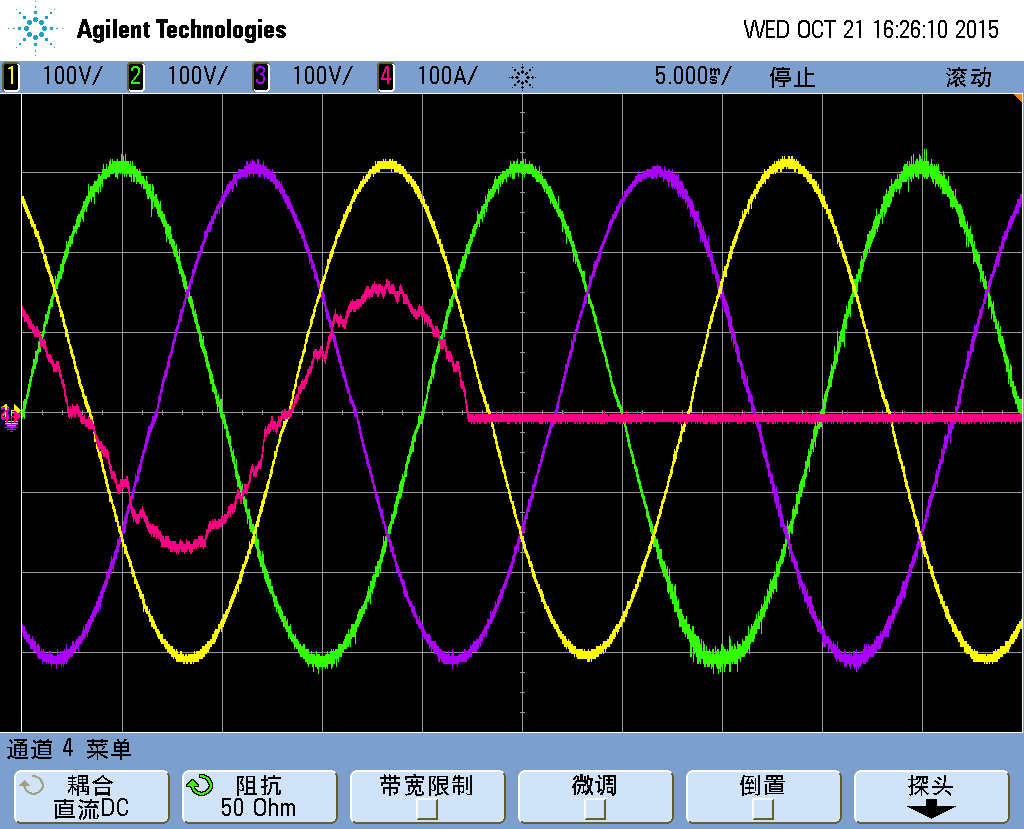 Agilent Technologies WED OCT 21 16:26:10 2015
1 100V/ 2 100V/ 3 100V/ 4 100A/ 5.000m/ 停止 滚动
通道 4 菜单
耦合 阻抗 带宽限制 微调 倒置 探头
直流DC 50 Ohm